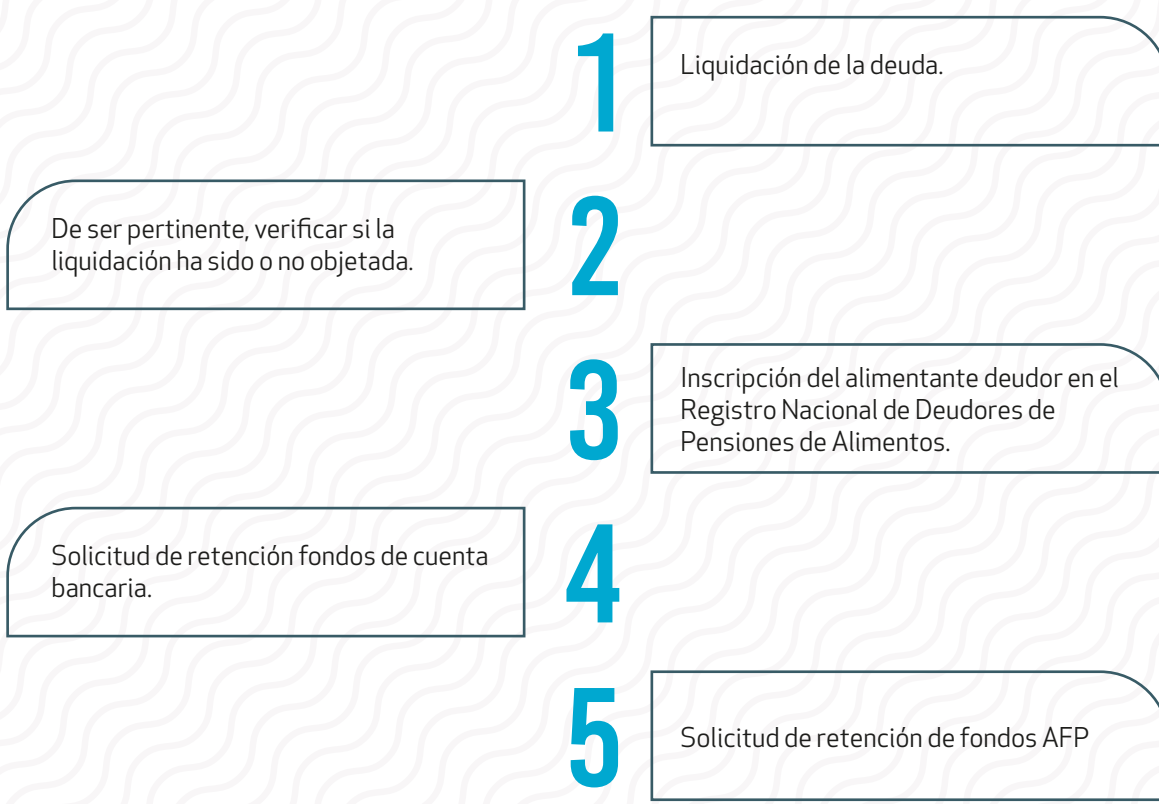 1
Liquidación de la deuda.
2
De ser pertinente, verificar si la
liquidación ha sido o no objetada.
3
Inscripción del alimentante deudor en el
Registro Nacional de Deudores de
Pensiones de Alimentos.
4
Solicitud de retención fondos de cuenta
bancaria.
5
Solicitud de retención de fondos AFP